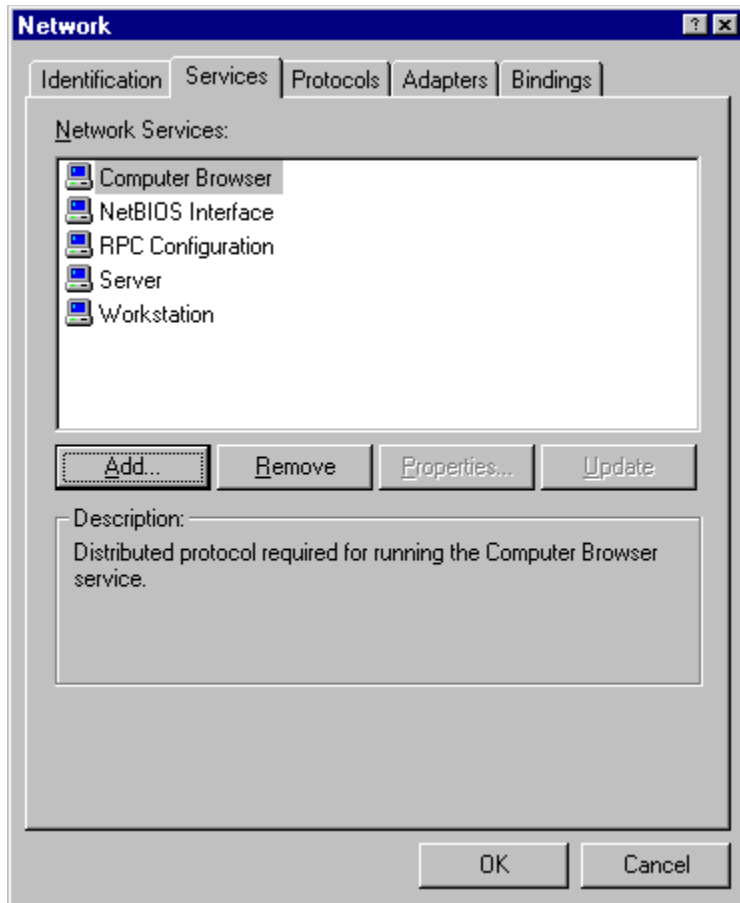 Network
Identification Services Protocols Adapters Bindings
Network Services:
Computer Browser
NetBIOS Interface
RPC Configuration
Server
Workstation
Add... Remove Properties... Update
Description:
Distributed protocol required for running the Computer Browser
service.
OK Cancel